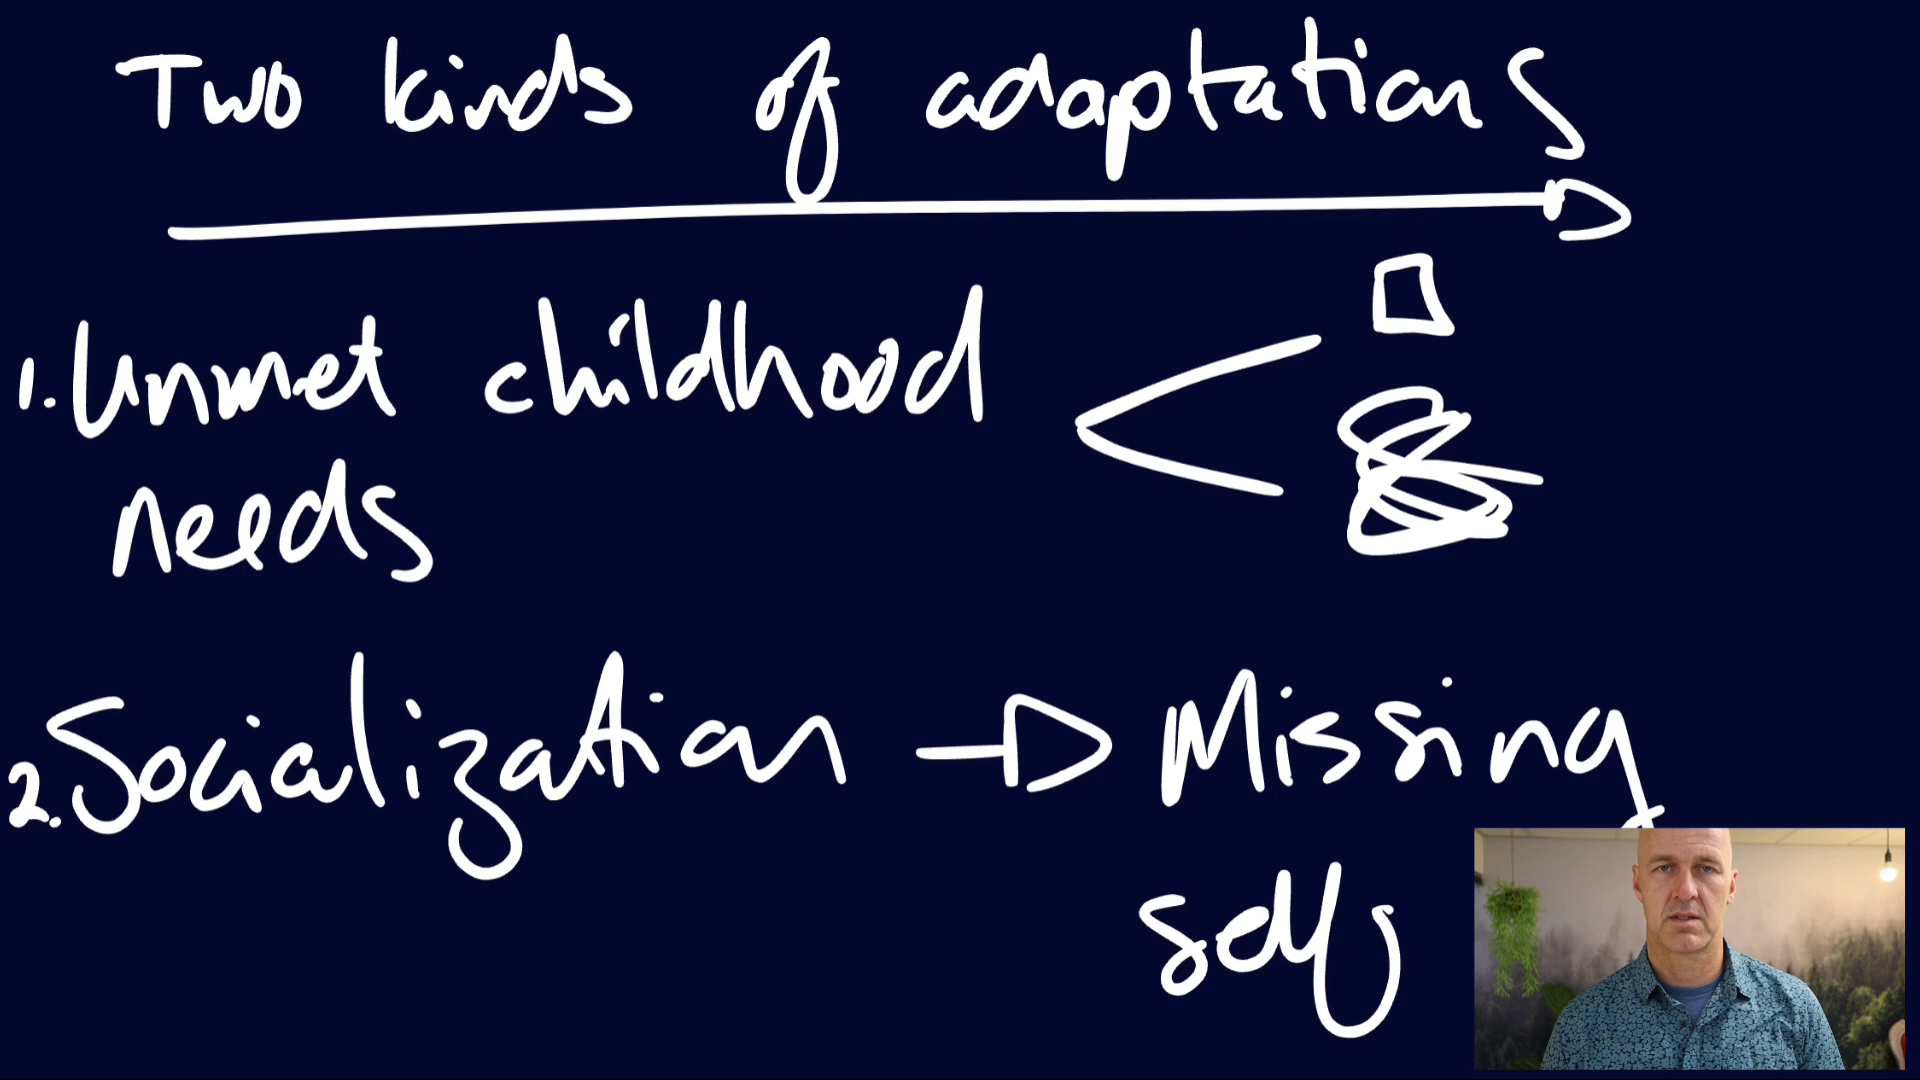 Two kinds of adaptations
1. Unmet childhood
needs
2. Socialization → Missing
self